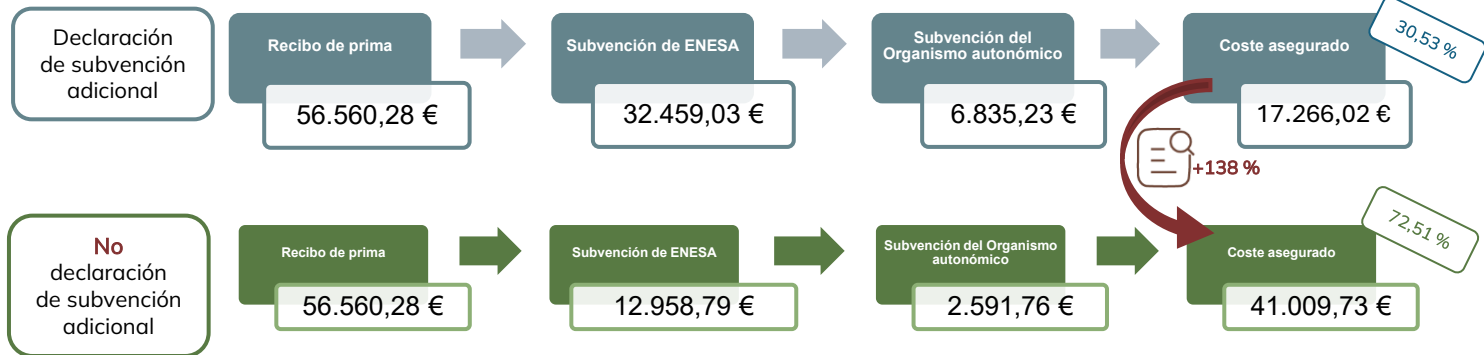 Declaración
de subvención
adicional
Recibo de prima
56.560,28 €
Subvención de ENESA
32.459,03 €
Subvención del
Organismo autonómico
6.835,23 €
Coste asegurado
17.266,02 €
30,53 %
+138 %
No
declaración
de subvención
adicional
Recibo de prima
56.560,28 €
Subvención de ENESA
12.958,79 €
Subvención del Organismo
autonómico
2.591,76 €
Coste asegurado
41.009,73 €
72,51 %